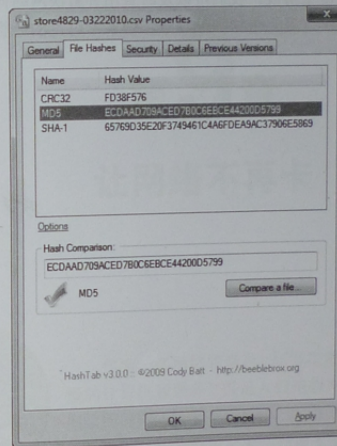 store4829-03222010.csv Properties
General File Hashes Security Details Previous Versions
Name Hash Value
CRC32 FD38F576
MD5 ECDAAD709ACED7B0C6EBCE44200D5799
SHA-1 65769D35E20F3749461C4A6FDEA9AC37906E5869
Options
Hash Comparison:
ECDAAD709ACED7B0C6EBCE44200D5799
MD5 Compare a file...
HashTab v3.0.0 :: ©2009 Cody Batt - http://beeblebrox.org
OK Cancel Apply